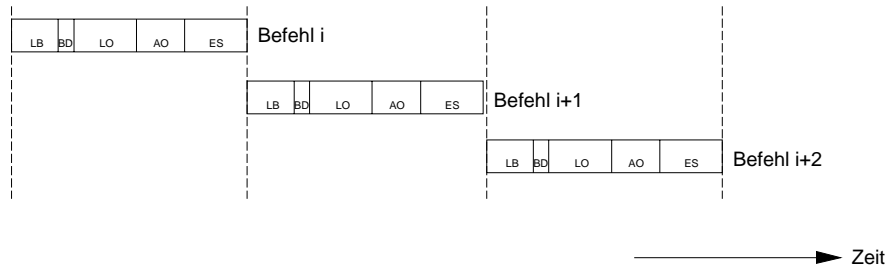 LB BD LO AO ES Befehl i
LB BD LO AO ES Befehl i+1
LB BD LO AO ES Befehl i+2
Zeit